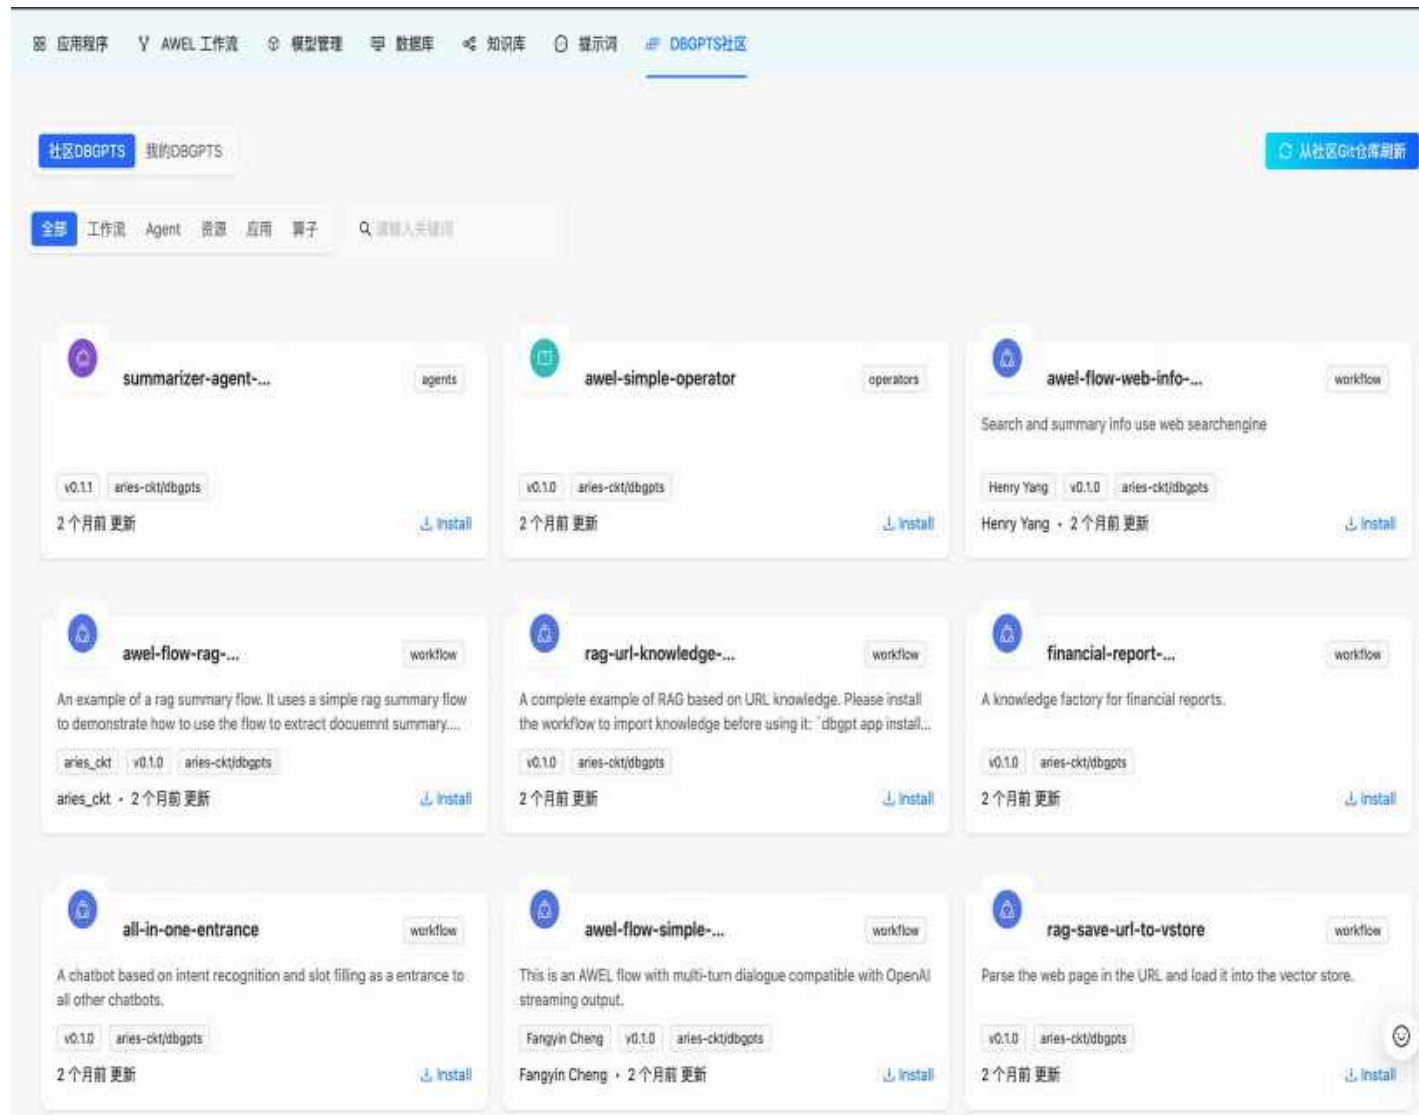 应用程序 AWEL 工作流 模型管理 数据库 知识库 提示词 DBGPTS社区
社区DBGPTS 我的DBGPTS 从社区Git仓库刷新
全部 工作流 Agent 资源 应用 算子 请输入关键词
summarizer-agent-... agents
v0.1.1 aries-ckt/dbgpts
2 个月前 更新 Install
awel-simple-operator operators
v0.1.0 aries-ckt/dbgpts
2 个月前 更新 Install
awel-flow-web-info-... workflow
Search and summary info use web searchengine
Henry Yang v0.1.0 aries-ckt/dbgpts
Henry Yang • 2 个月前 更新 Install
awel-flow-rag-... workflow
An example of a rag summary flow. It uses a simple rag summary flow
to demonstrate how to use the flow to extract docuemnt summary....
aries_ckt v0.1.0 aries-ckt/dbgpts
aries_ckt • 2 个月前 更新 Install
rag-url-knowledge-... workflow
A complete example of RAG based on URL knowledge. Please install
the workflow to import knowledge before using it: `dbgpt app install...
v0.1.0 aries-ckt/dbgpts
2 个月前 更新 Install
financial-report-... workflow
A knowledge factory for financial reports.
v0.1.0 aries-ckt/dbgpts
2 个月前 更新 Install
all-in-one-entrance workflow
A chatbot based on intent recognition and slot filling as a entrance to
all other chatbots.
v0.1.0 aries-ckt/dbgpts
2 个月前 更新 Install
awel-flow-simple-... workflow
This is an AWEL flow with multi-turn dialogue compatible with OpenAI
streaming output.
Fangyin Cheng v0.1.0 aries-ckt/dbgpts
Fangyin Cheng • 2 个月前 更新 Install
rag-save-url-to-vstore workflow
Parse the web page in the URL and load it into the vector store.
v0.1.0 aries-ckt/dbgpts
2 个月前 更新 Install